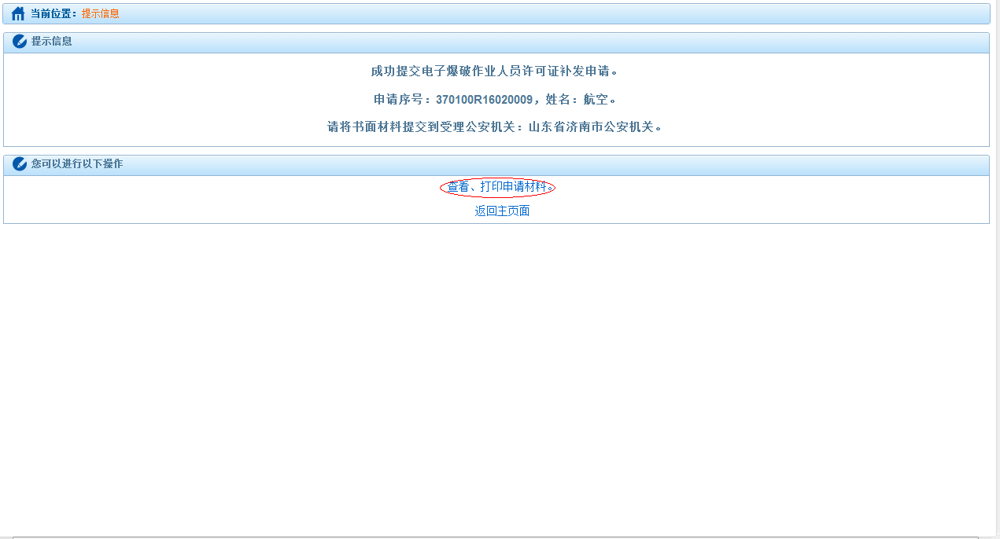 当前位置：提示信息
提示信息
成功提交电子爆破作业人员许可证补发申请。
申请序号：370100R16020009，姓名：航空。
请将书面材料提交到受理公安机关：山东省济南市公安机关。
您可以进行以下操作
查看、打印申请材料。
返回主页面